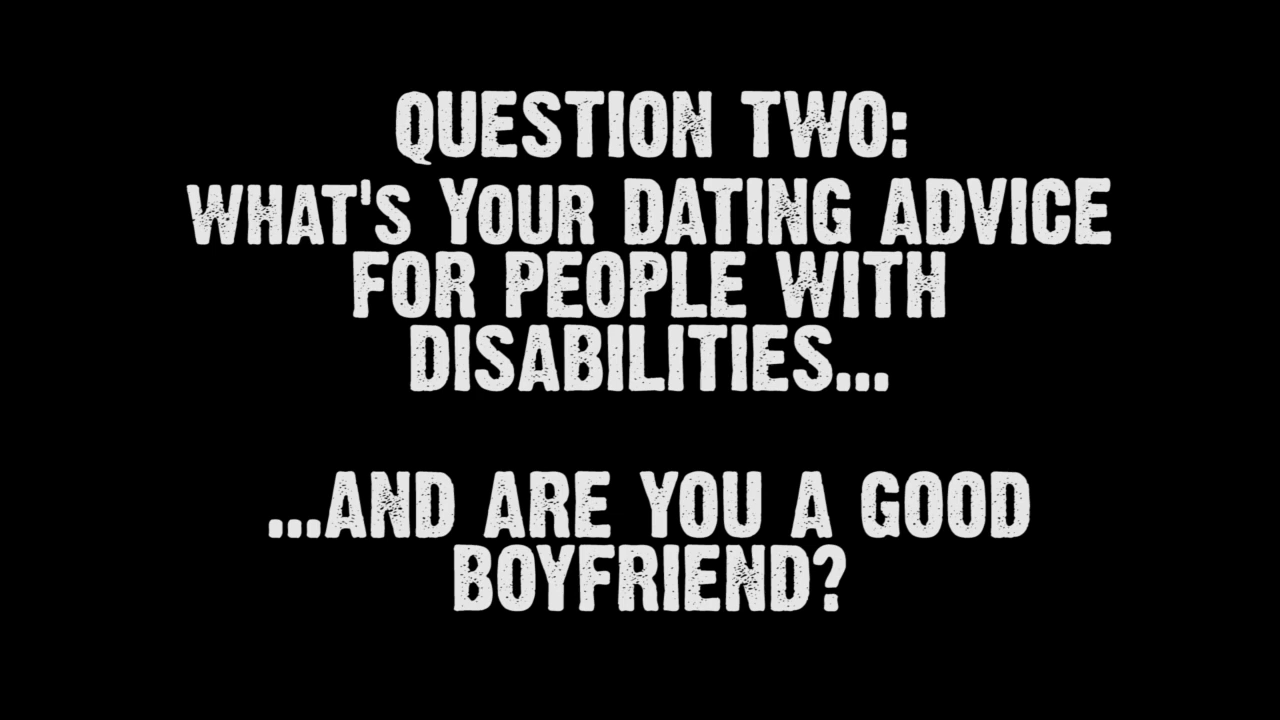 QUESTION TWO:
WHAT'S YOUR DATING ADVICE
FOR PEOPLE WITH
DISABILITIES...
...AND ARE YOU A GOOD
BOYFRIEND?